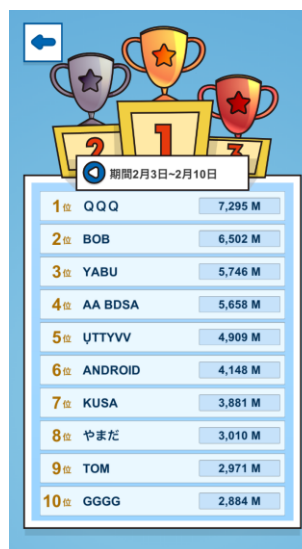 2
1
3
期間2月3日~2月10日
1位 QQQ 7,295 M
2位 BOB 6,502 M
3位 YABU 5,746 M
4位 AA BDSA 5,658 M
5位 ỤTTYVV 4,909 M
6位 ANDROID 4,148 M
7位 KUSA 3,881 M
8位 やまだ 3,010 M
9位 TOM 2,971 M
10位 GGGG 2,884 M